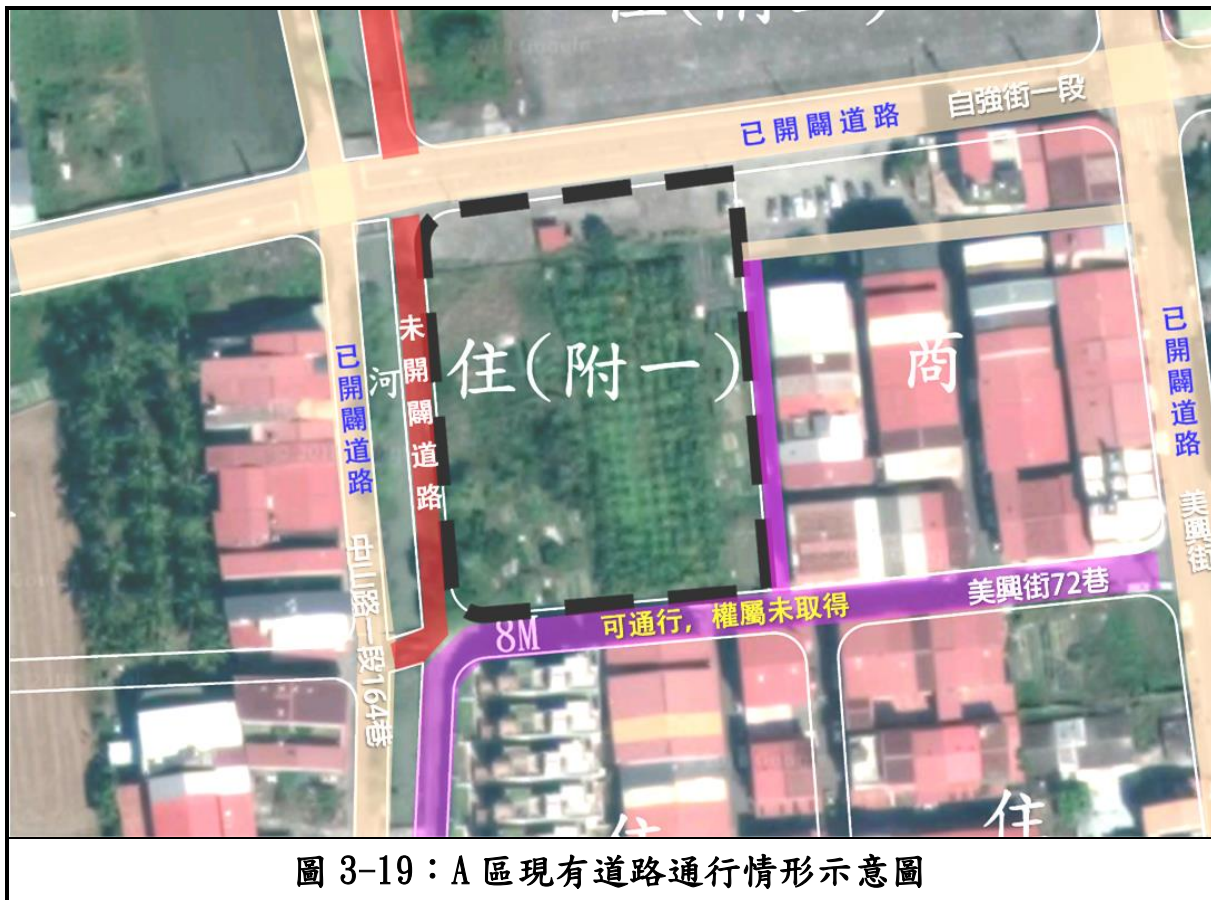 住(附一)
自強街一段
已開闢道路
未開闢道路
已開闢道路
河
住(附一)
商
已開闢道路
美興街
中山路一段164巷
8M
可通行，權屬未取得
美興街72巷
住
住
圖 3-19：A 區現有道路通行情形示意圖